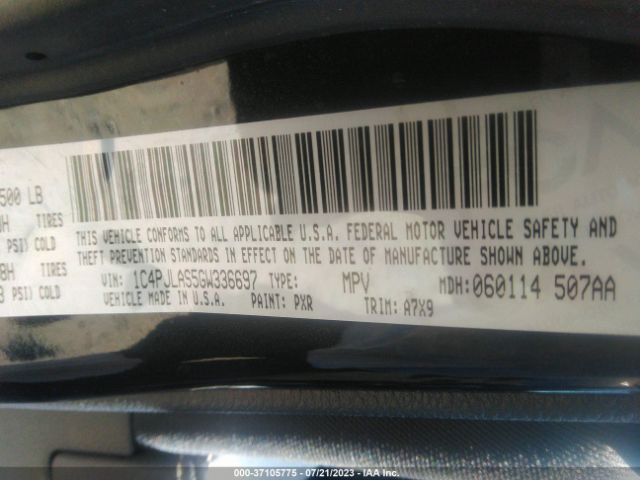 500 LB
TIRES
PSI) COLD
TIRES
PSI) COLD
THIS VEHICLE CONFORMS TO ALL APPLICABLE U.S.A. FEDERAL MOTOR VEHICLE SAFETY AND
THEFT PREVENTION STANDARDS IN EFFECT ON THE DATE OF MANUFACTURE SHOWN ABOVE.
VIN: 1C4PJLAS5GW336697 TYPE: MPV MDH: 060114 507AA
VEHICLE MADE IN U.S.A. PAINT: PXR TRIM: A7X9
000-37105775 - 07/21/2023 - IAA Inc.